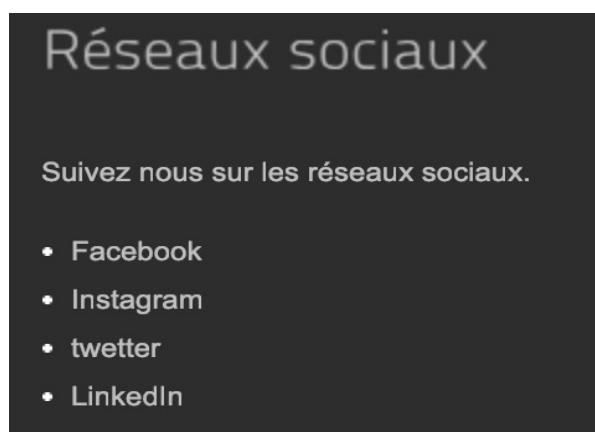 Réseaux sociaux
Suivez nous sur les réseaux sociaux.
• Facebook
• Instagram
• twetter
• LinkedIn